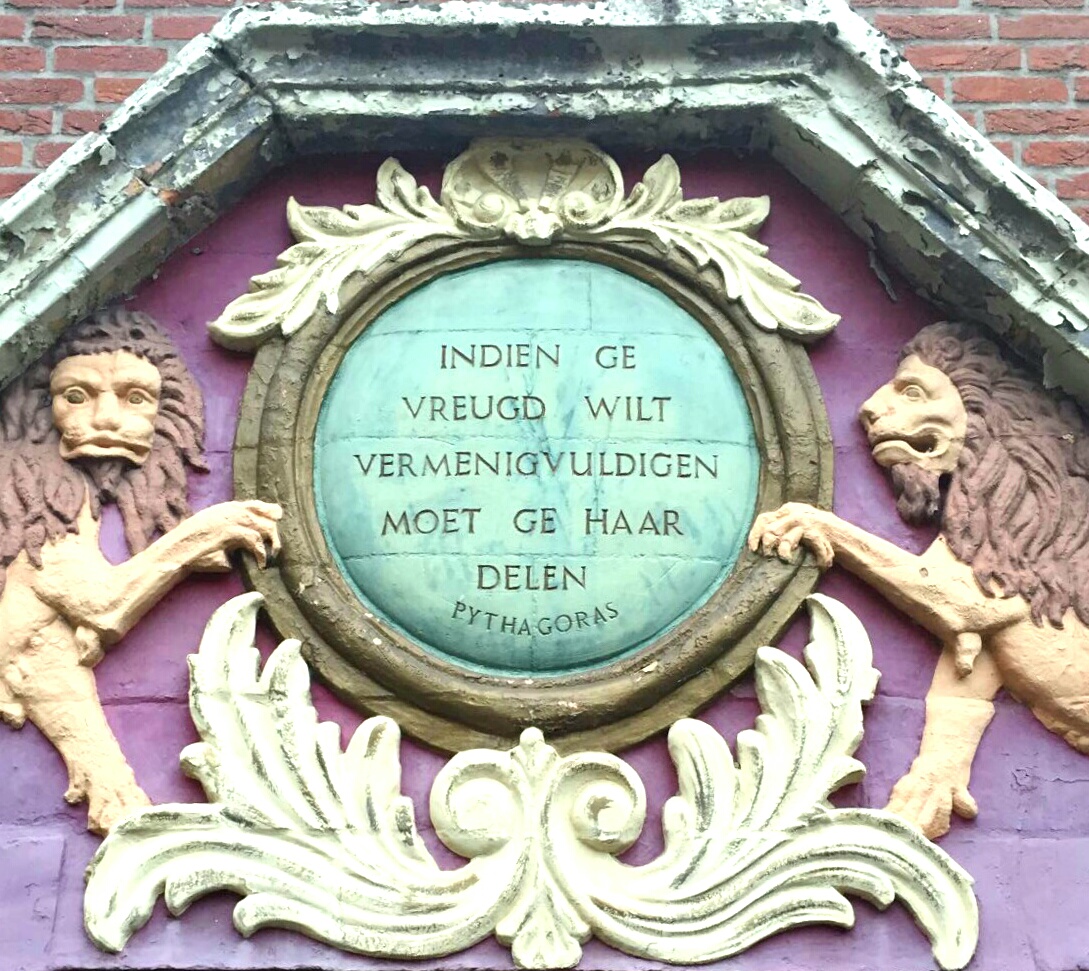 INDIEN GE
VREUGD WILT
VERMENIGVULDIGEN
MOET GE HAAR
DELEN
PYTHAGORAS